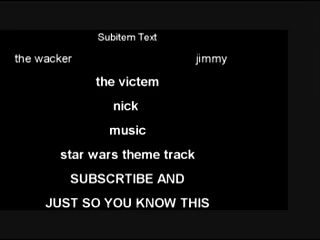 Subitem Text
the wacker jimmy
the victem
nick
music
star wars theme track
SUBSCRTIBE AND
JUST SO YOU KNOW THIS